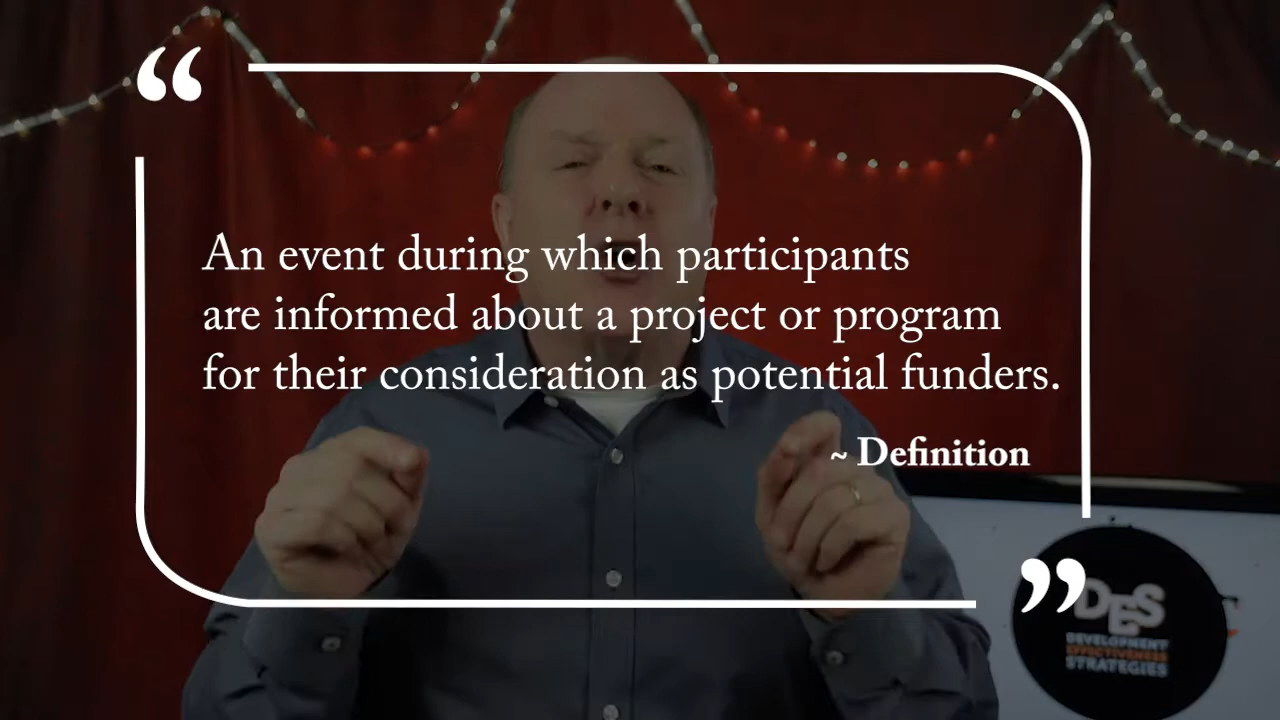 “
An event during which participants
are informed about a project or program
for their consideration as potential funders.
~ Definition
”
DES
DEVELOPMENT
EFFECTIVENESS
STRATEGIES